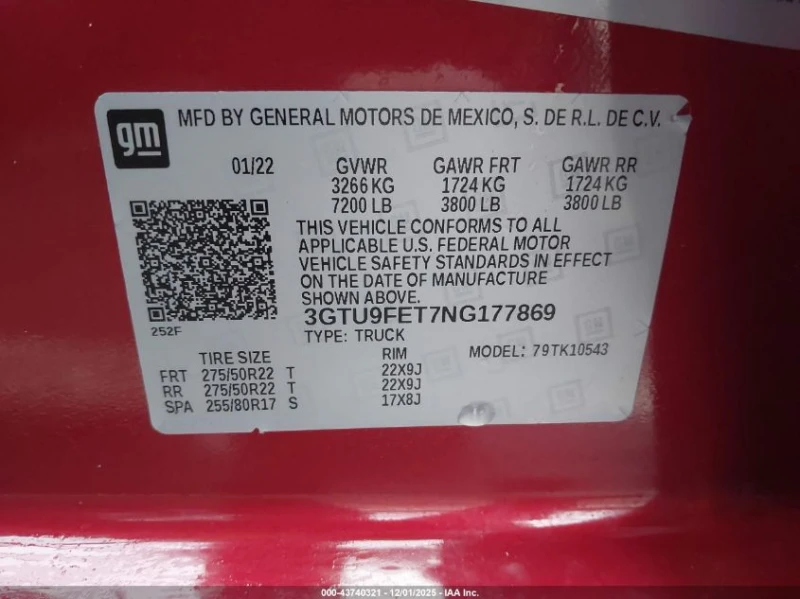 gm
MFD BY GENERAL MOTORS DE MEXICO, S. DE R.L. DE C.V.
01/22 GVWR GAWR FRT GAWR RR
3266 KG 1724 KG 1724 KG
7200 LB 3800 LB 3800 LB
THIS VEHICLE CONFORMS TO ALL
APPLICABLE U.S. FEDERAL MOTOR
VEHICLE SAFETY STANDARDS IN EFFECT
ON THE DATE OF MANUFACTURE
SHOWN ABOVE.
3GTU9FET7NG177869
252F
TYPE: TRUCK
TIRE SIZE RIM MODEL: 79TK10543
FRT 275/50R22 T 22X9J
RR 275/50R22 T 22X9J
SPA 255/80R17 S 17X8J
000-43740321 - 12/01/2025 - IAA Inc.